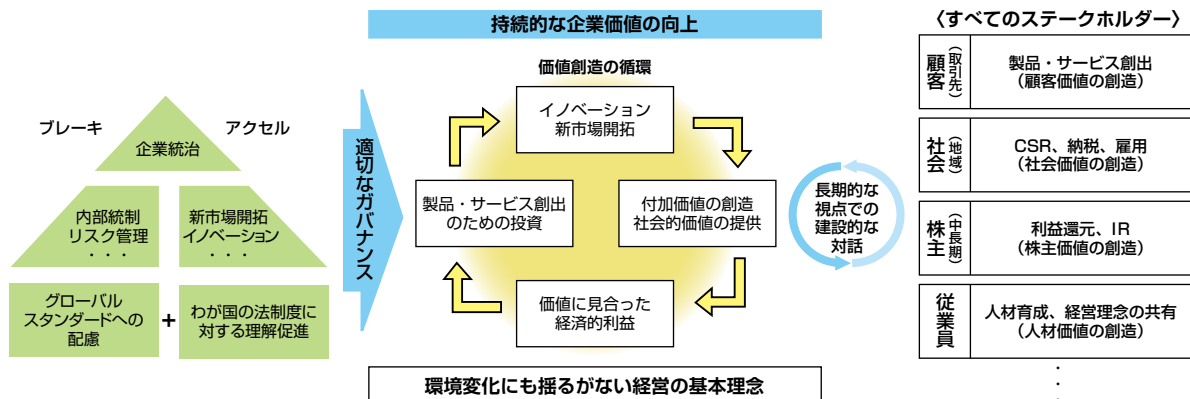 ブレーキ
アクセル
企業統治
内部統制
リスク管理
・・・
新市場開拓
イノベーション
・・・
グローバル
スタンダードへの
配慮
+
わが国の法制度に
対する理解促進
適切なガバナンス
持続的な企業価値の向上
価値創造の循環
イノベーション
新市場開拓
製品・サービス創出
のための投資
付加価値の創造
社会的価値の提供
価値に見合った
経済的利益
環境変化にも揺るがない経営の基本理念
長期的な
視点での
建設的な
対話
〈すべてのステークホルダー〉
顧客(取引先)
製品・サービス創出
(顧客価値の創造)
社会(地域)
CSR、納税、雇用
(社会価値の創造)
株主(中長期)
利益還元、IR
(株主価値の創造)
従業員
人材育成、経営理念の共有
(人材価値の創造)
・
・
・